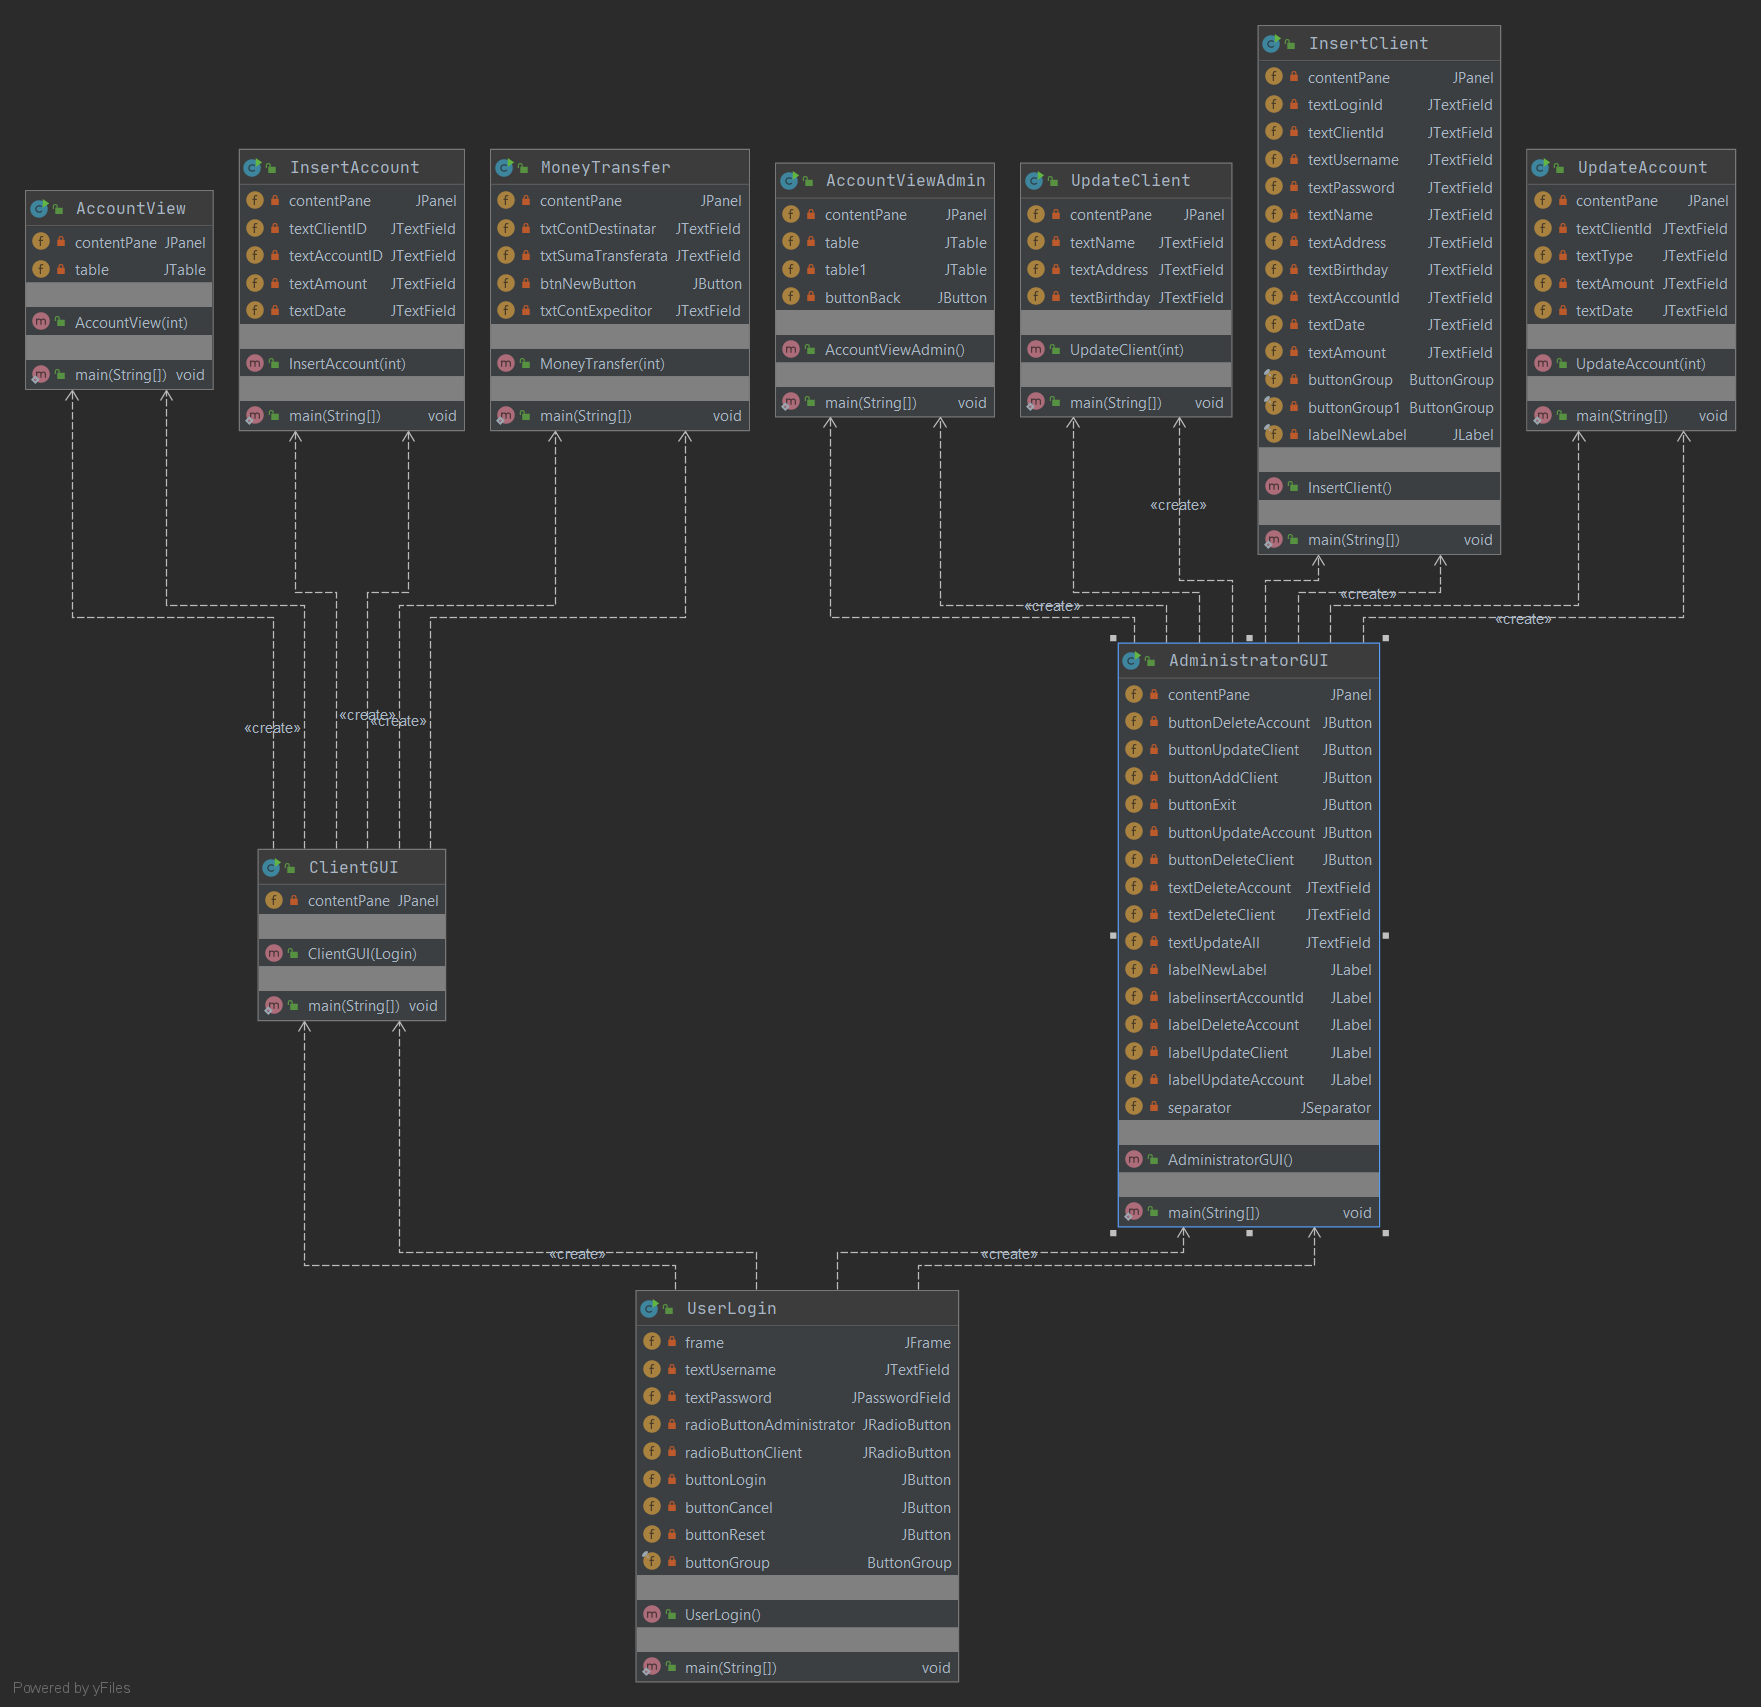 AccountView
contentPane JPanel
table JTable
AccountView(int)
main(String[]) void
InsertAccount
contentPane JPanel
textClientID JTextField
textAccountID JTextField
textAmount JTextField
textDate JTextField
InsertAccount(int)
main(String[]) void
MoneyTransfer
contentPane JPanel
txtContDestinatar JTextField
txtSumaTransferata JTextField
btnNewButton JButton
txtContExpeditor JTextField
MoneyTransfer(int)
main(String[]) void
AccountViewAdmin
contentPane JPanel
table JTable
table1 JTable
buttonBack JButton
AccountViewAdmin()
main(String[]) void
UpdateClient
contentPane JPanel
textName JTextField
textAddress JTextField
textBirthday JTextField
UpdateClient(int)
main(String[]) void
InsertClient
contentPane JPanel
textLoginId JTextField
textClientId JTextField
textUsername JTextField
textPassword JTextField
textName JTextField
textAddress JTextField
textBirthday JTextField
textAccountId JTextField
textDate JTextField
textAmount JTextField
buttonGroup ButtonGroup
buttonGroup1 ButtonGroup
labelNewLabel JLabel
InsertClient()
main(String[]) void
UpdateAccount
contentPane JPanel
textClientId JTextField
textType JTextField
textAmount JTextField
textDate JTextField
UpdateAccount(int)
main(String[]) void
«create»
«create»
«create»
«create»
«create»
«create»
«create»
ClientGUI
contentPane JPanel
ClientGUI(Login)
main(String[]) void
AdministratorGUI
contentPane JPanel
buttonDeleteAccount JButton
buttonUpdateClient JButton
buttonAddClient JButton
buttonExit JButton
buttonUpdateAccount JButton
buttonDeleteClient JButton
textDeleteAccount JTextField
textDeleteClient JTextField
textUpdateAll JTextField
labelNewLabel JLabel
labelinsertAccountId JLabel
labelDeleteAccount JLabel
labelUpdateClient JLabel
labelUpdateAccount JLabel
separator JSeparator
AdministratorGUI()
main(String[]) void
«create»
«create»
UserLogin
frame JFrame
textUsername JTextField
textPassword JPasswordField
radioButtonAdministrator JRadioButton
radioButtonClient JRadioButton
buttonLogin JButton
buttonCancel JButton
buttonReset JButton
buttonGroup ButtonGroup
UserLogin()
main(String[]) void
Powered by yFiles